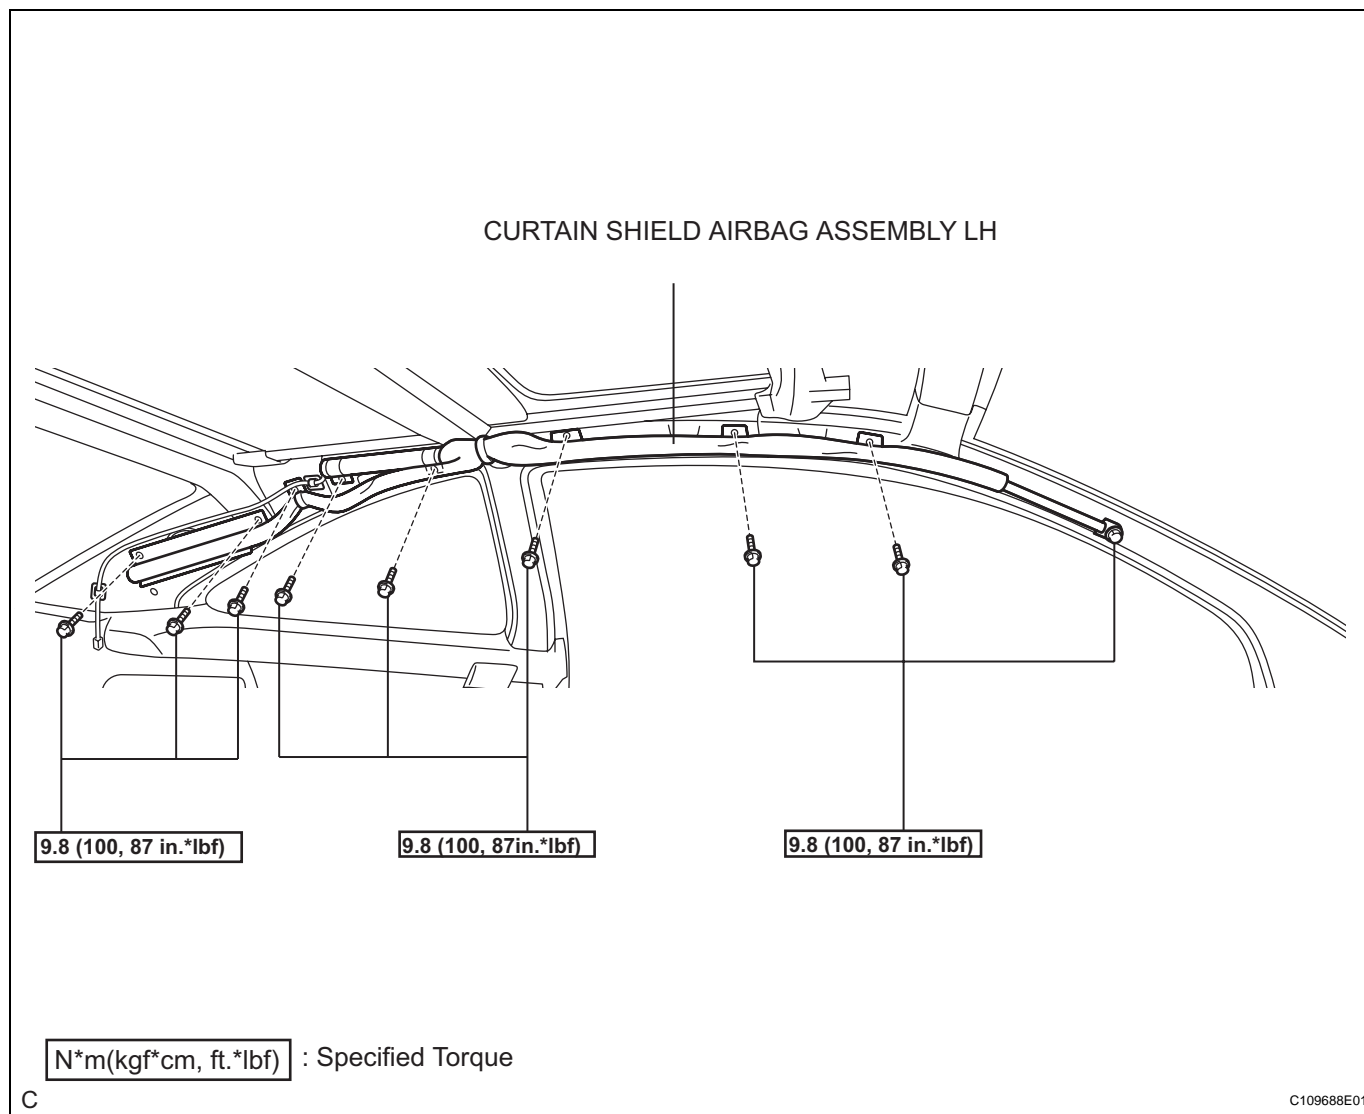 CURTAIN SHIELD AIRBAG ASSEMBLY LH
9.8 (100, 87 in.*lbf)
9.8 (100, 87in.*lbf)
9.8 (100, 87 in.*lbf)
N*m(kgf*cm, ft.*lbf) : Specified Torque
C
C109688E01